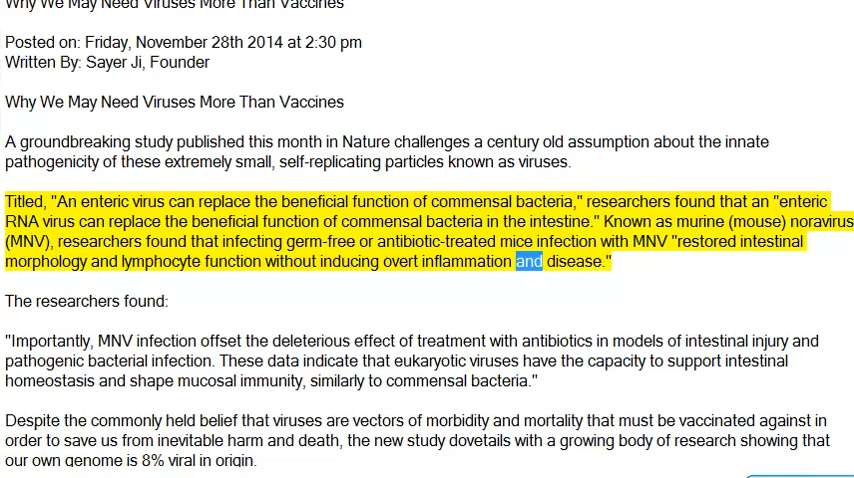 Why We May Need Viruses More Than Vaccines
Posted on: Friday, November 28th 2014 at 2:30 pm
Written By: Sayer Ji, Founder
Why We May Need Viruses More Than Vaccines
A groundbreaking study published this month in Nature challenges a century old assumption about the innate
pathogenicity of these extremely small, self-replicating particles known as viruses.
Titled, "An enteric virus can replace the beneficial function of commensal bacteria," researchers found that an "enteric
RNA virus can replace the beneficial function of commensal bacteria in the intestine." Known as murine (mouse) noravirus
(MNV), researchers found that infecting germ-free or antibiotic-treated mice infection with MNV "restored intestinal
morphology and lymphocyte function without inducing overt inflammation and disease."
The researchers found:
"Importantly, MNV infection offset the deleterious effect of treatment with antibiotics in models of intestinal injury and
pathogenic bacterial infection. These data indicate that eukaryotic viruses have the capacity to support intestinal
homeostasis and shape mucosal immunity, similarly to commensal bacteria."
Despite the commonly held belief that viruses are vectors of morbidity and mortality that must be vaccinated against in
order to save us from inevitable harm and death, the new study dovetails with a growing body of research showing that
our own genome is 8% viral in origin.